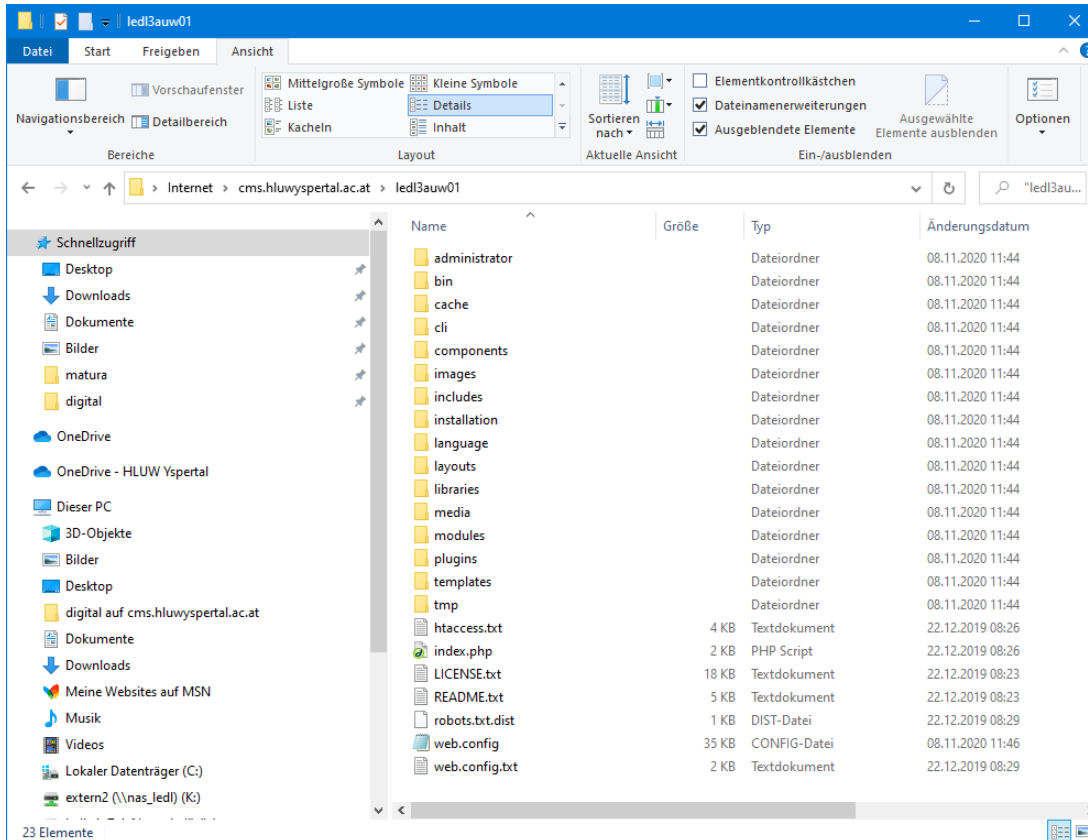 ledl3auw01
Datei Start Freigeben Ansicht
Navigationsbereich
Vorschaufenster
Detailbereich
Bereiche
Mittelgroße Symbole Kleine Symbole
Liste Details
Kacheln Inhalt
Layout
Sortieren nach
Aktuelle Ansicht
Elementkontrollkästchen
Dateinamenerweiterungen
Ausgeblendete Elemente
Ausgewählte Elemente ausblenden
Ein-/ausblenden
Optionen
Internet > cms.hluwyspertal.ac.at > ledl3auw01
"ledl3au...
Schnellzugriff
Desktop
Downloads
Dokumente
Bilder
matura
digital
OneDrive
OneDrive - HLUW Yspertal
Dieser PC
3D-Objekte
Bilder
Desktop
digital auf cms.hluwyspertal.ac.at
Dokumente
Downloads
Meine Websites auf MSN
Musik
Videos
Lokaler Datenträger (C:)
extern2 (\\nas_ledl) (K:)
Name Größe Typ Änderungsdatum
administrator Dateiordner 08.11.2020 11:44
bin Dateiordner 08.11.2020 11:44
cache Dateiordner 08.11.2020 11:44
cli Dateiordner 08.11.2020 11:44
components Dateiordner 08.11.2020 11:44
images Dateiordner 08.11.2020 11:44
includes Dateiordner 08.11.2020 11:44
installation Dateiordner 08.11.2020 11:44
language Dateiordner 08.11.2020 11:44
layouts Dateiordner 08.11.2020 11:44
libraries Dateiordner 08.11.2020 11:44
media Dateiordner 08.11.2020 11:44
modules Dateiordner 08.11.2020 11:44
plugins Dateiordner 08.11.2020 11:44
templates Dateiordner 08.11.2020 11:44
tmp Dateiordner 08.11.2020 11:44
htaccess.txt 4 KB Textdokument 22.12.2019 08:26
index.php 2 KB PHP Script 22.12.2019 08:26
LICENSE.txt 18 KB Textdokument 22.12.2019 08:23
README.txt 5 KB Textdokument 22.12.2019 08:23
robots.txt.dist 1 KB DIST-Datei 22.12.2019 08:29
web.config 35 KB CONFIG-Datei 08.11.2020 11:46
web.config.txt 2 KB Textdokument 22.12.2019 08:29
23 Elemente